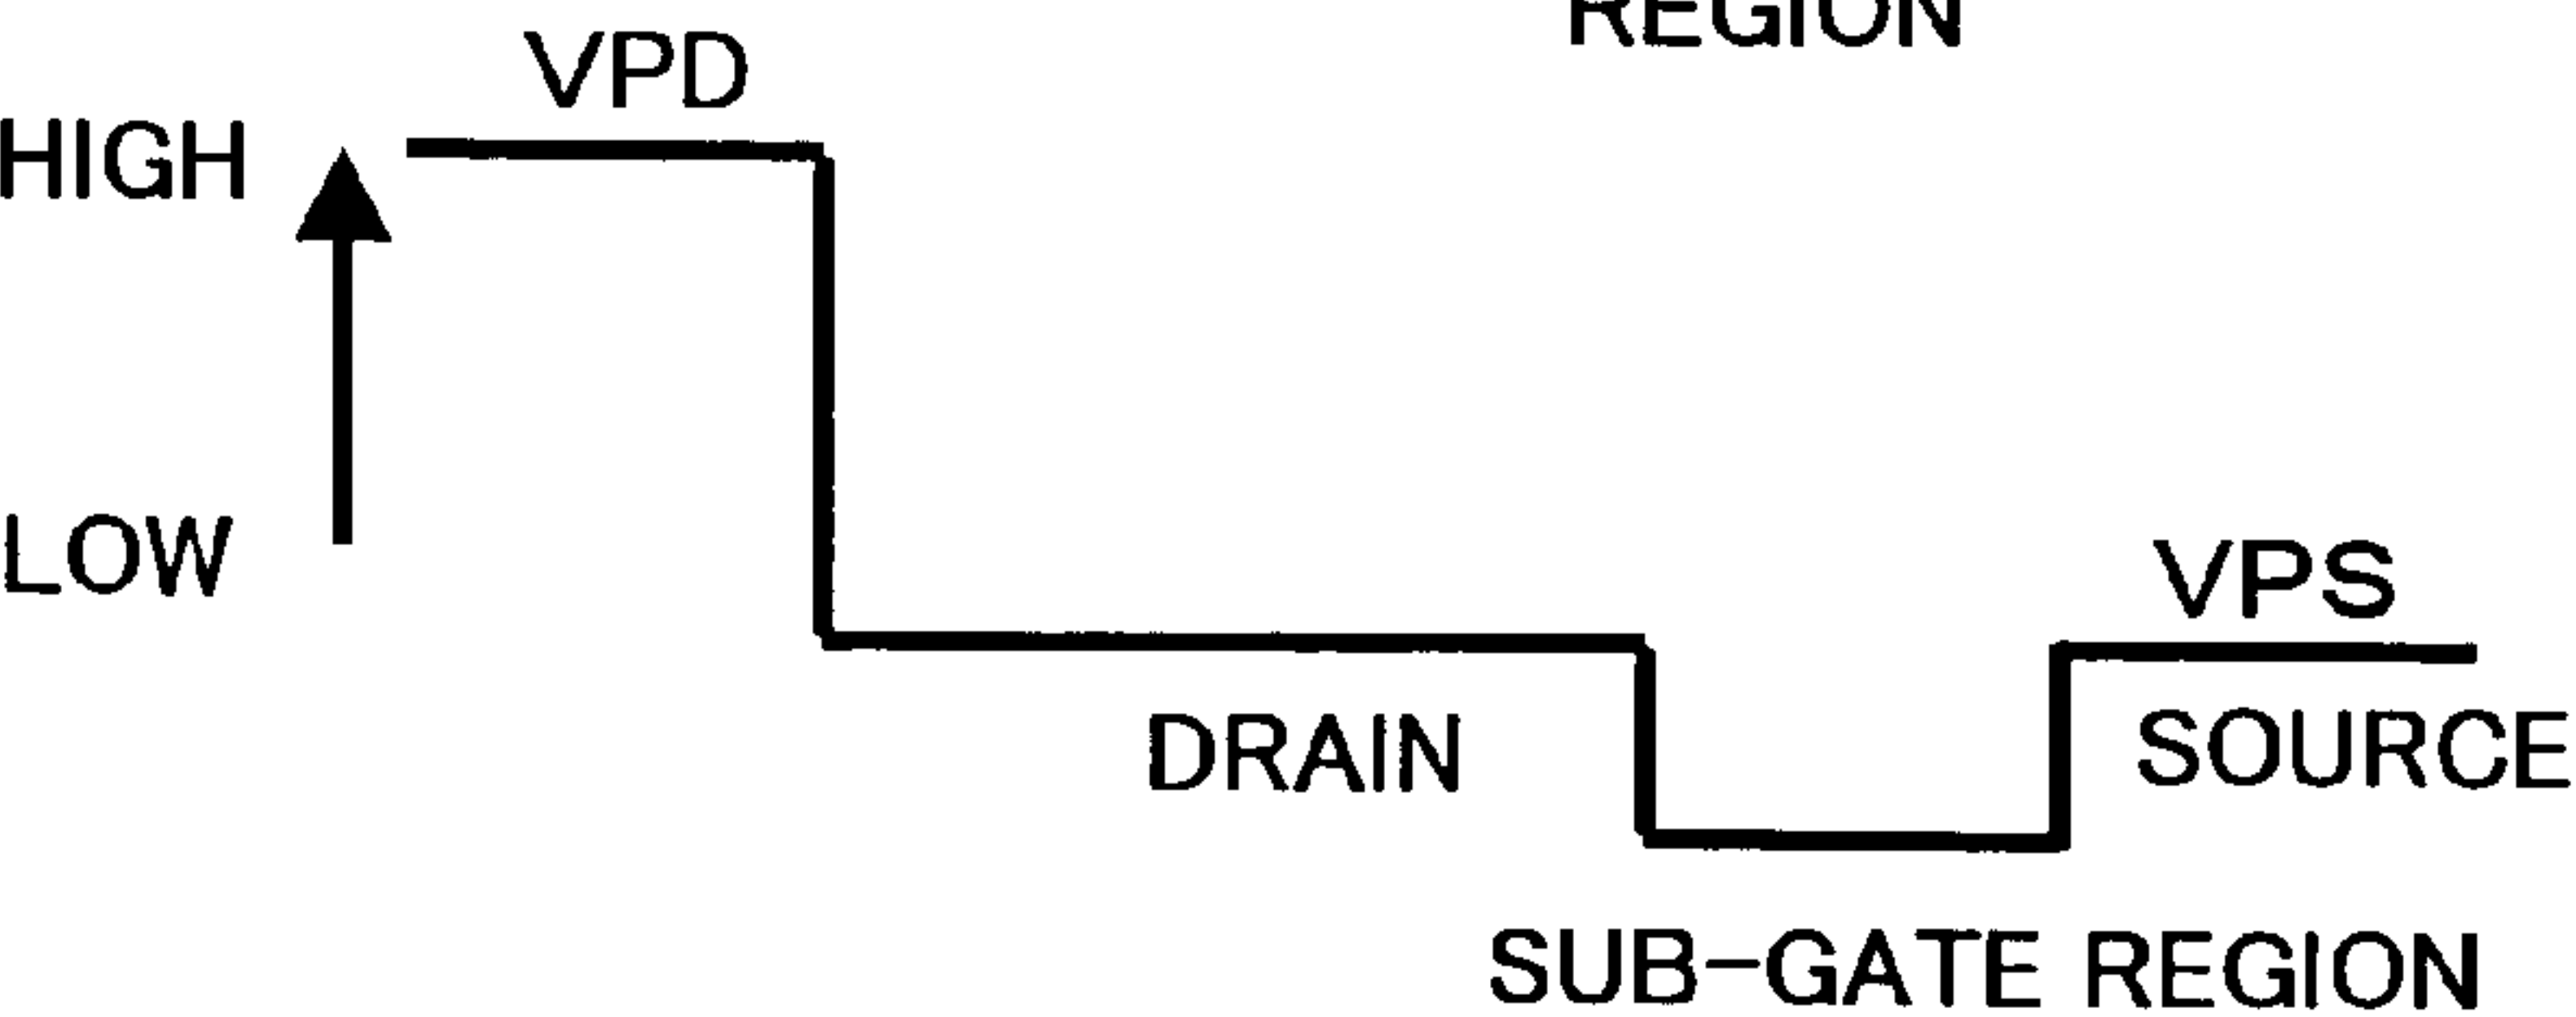 REGION
VPD
HIGH
LOW
VPS
DRAIN
SOURCE
SUB-GATE REGION